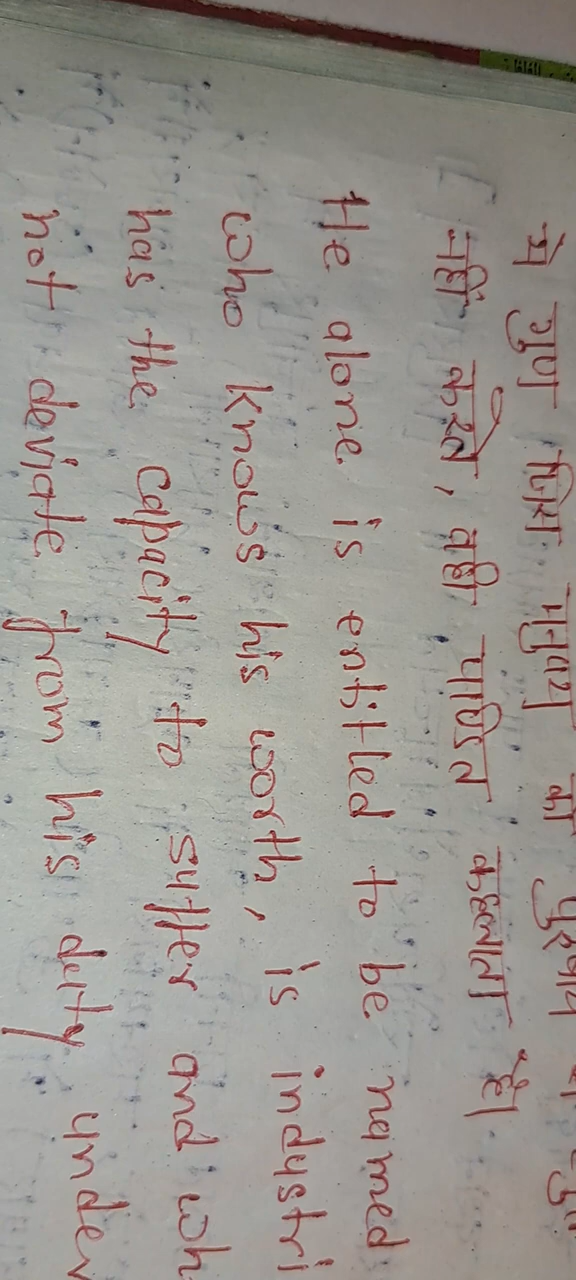 ये गुण जिस मनुष्य का
नहीं करते, वही पण्डित कहलाता है।
He alone is entitled to be named
who knows his worth, is industri
has the capacity to suffer and wh
not deviate from his duty under